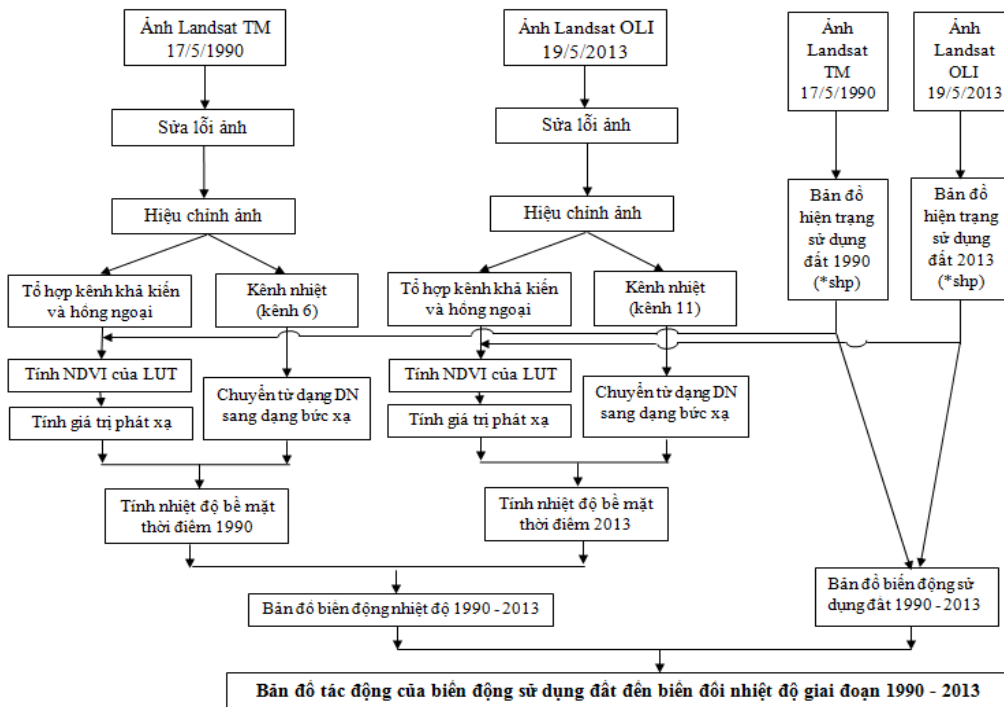 Ảnh Landsat TM
17/5/1990
Ảnh Landsat OLI
19/5/2013
Ảnh
Landsat
TM
17/5/1990
Ảnh
Landsat
OLI
19/5/2013
Sửa lỗi ảnh
Sửa lỗi ảnh
Hiệu chỉnh ảnh
Hiệu chỉnh ảnh
Bản đồ
hiện trạng
sử dụng
đất 1990
(*shp)
Bản đồ
hiện trạng
sử dụng
đất 2013
(*shp)
Tổ hợp kênh khả kiến
và hồng ngoại
Kênh nhiệt
(kênh 6)
Tổ hợp kênh khả kiến
và hồng ngoại
Kênh nhiệt
(kênh 11)
Tính NDVI của LUT
Chuyển từ dạng DN
sang dạng bức xạ
Tính NDVI của LUT
Chuyển từ dạng DN
sang dạng bức xạ
Tính giá trị phát xạ
Tính giá trị phát xạ
Tính nhiệt độ bề mặt
thời điểm 1990
Tính nhiệt độ bề mặt
thời điểm 2013
Bản đồ biến động nhiệt độ 1990 - 2013
Bản đồ biến động sử
dụng đất 1990 - 2013
Bản đồ tác động của biến động sử dụng đất đến biến đổi nhiệt độ giai đoạn 1990 - 2013